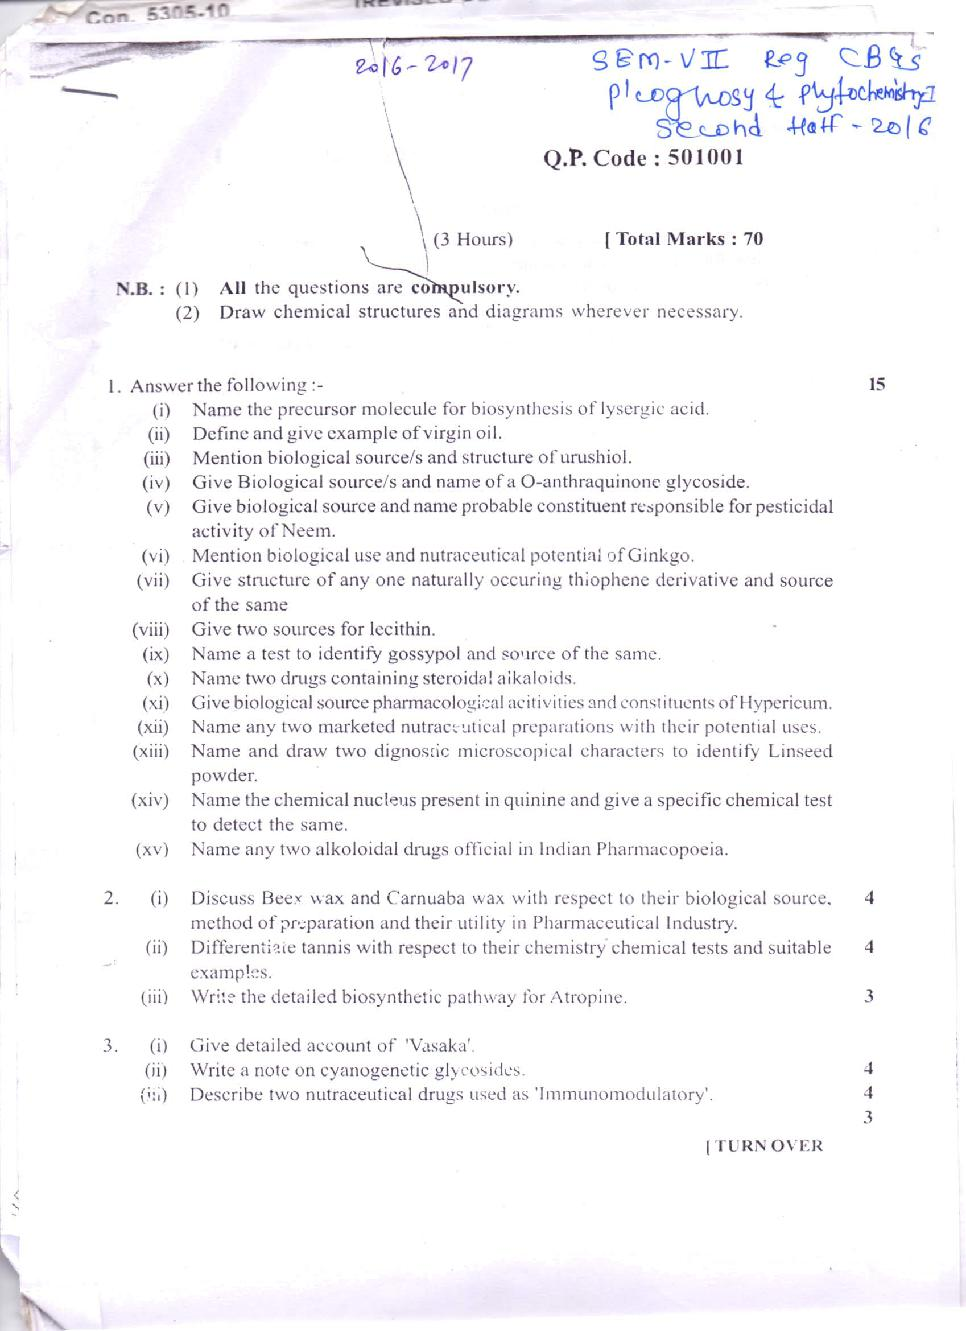 Con. 5305-10
2016-2017
SEM-VII Reg CBGS
P'cognosy & Phytochemistry I
Second Half - 2016
Q.P. Code : 501001
(3 Hours) [ Total Marks : 70
N.B. : (1) All the questions are compulsory.
(2) Draw chemical structures and diagrams wherever necessary.
1. Answer the following :- 15
(i) Name the precursor molecule for biosynthesis of lysergic acid.
(ii) Define and give example of virgin oil.
(iii) Mention biological source/s and structure of urushiol.
(iv) Give Biological source/s and name of a O-anthraquinone glycoside.
(v) Give biological source and name probable constituent responsible for pesticidal
activity of Neem.
(vi) Mention biological use and nutraceutical potential of Ginkgo.
(vii) Give structure of any one naturally occuring thiophene derivative and source
of the same
(viii) Give two sources for lecithin.
(ix) Name a test to identify gossypol and source of the same.
(x) Name two drugs containing steroidal alkaloids.
(xi) Give biological source pharmacological acitivities and constituents of Hypericum.
(xii) Name any two marketed nutraceutical preparations with their potential uses.
(xiii) Name and draw two dignostic microscopical characters to identify Linseed
powder.
(xiv) Name the chemical nucleus present in quinine and give a specific chemical test
to detect the same.
(xv) Name any two alkoloidal drugs official in Indian Pharmacopoeia.
2. (i) Discuss Beex wax and Carnuaba wax with respect to their biological source, 4
method of preparation and their utility in Pharmaceutical Industry.
(ii) Differentiate tannis with respect to their chemistry chemical tests and suitable 4
examples.
(iii) Write the detailed biosynthetic pathway for Atropine. 3
3. (i) Give detailed account of 'Vasaka'.
(ii) Write a note on cyanogenetic glycosides. 4
(iii) Describe two nutraceutical drugs used as 'Immunomodulatory'. 4
3
[ TURN OVER